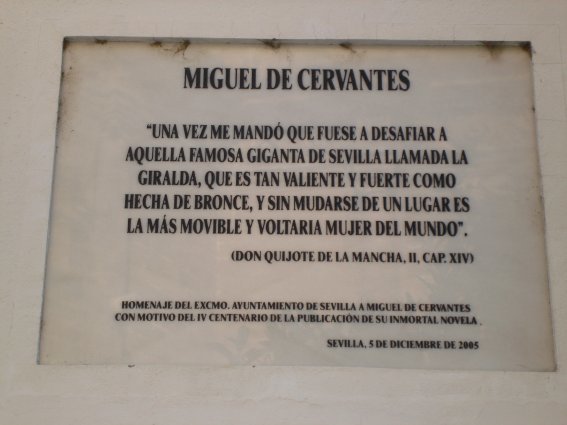 MIGUEL DE CERVANTES
“UNA VEZ ME MANDÓ QUE FUESE A DESAFIAR A
AQUELLA FAMOSA GIGANTA DE SEVILLA LLAMADA LA
GIRALDA, QUE ES TAN VALIENTE Y FUERTE COMO
HECHA DE BRONCE, Y SIN MUDARSE DE UN LUGAR ES
LA MÁS MOVIBLE Y VOLTARIA MUJER DEL MUNDO”.
(DON QUIJOTE DE LA MANCHA, II, CAP. XIV)
HOMENAJE DEL EXCMO. AYUNTAMIENTO DE SEVILLA A MIGUEL DE CERVANTES
CON MOTIVO DEL IV CENTENARIO DE LA PUBLICACIÓN DE SU INMORTAL NOVELA.
SEVILLA, 5 DE DICIEMBRE DE 2005